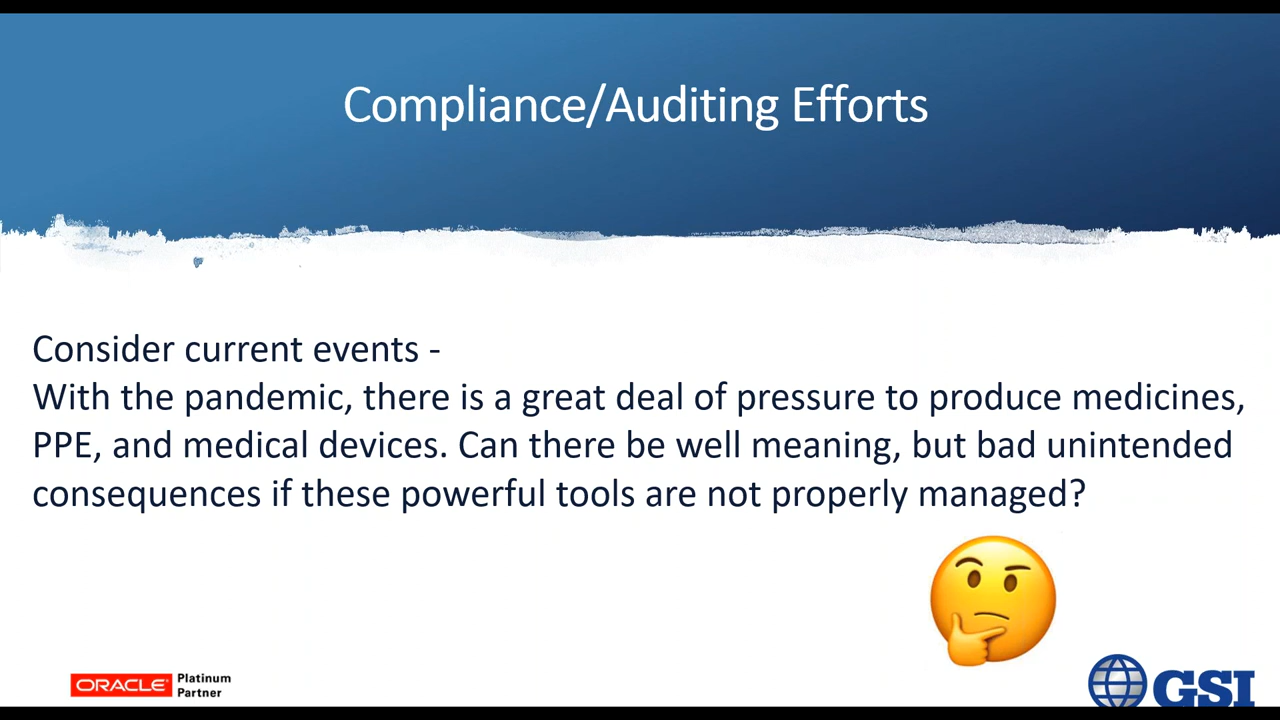 Compliance/Auditing Efforts
Consider current events -
With the pandemic, there is a great deal of pressure to produce medicines,
PPE, and medical devices. Can there be well meaning, but bad unintended
consequences if these powerful tools are not properly managed?
ORACLE Platinum
Partner
GSI